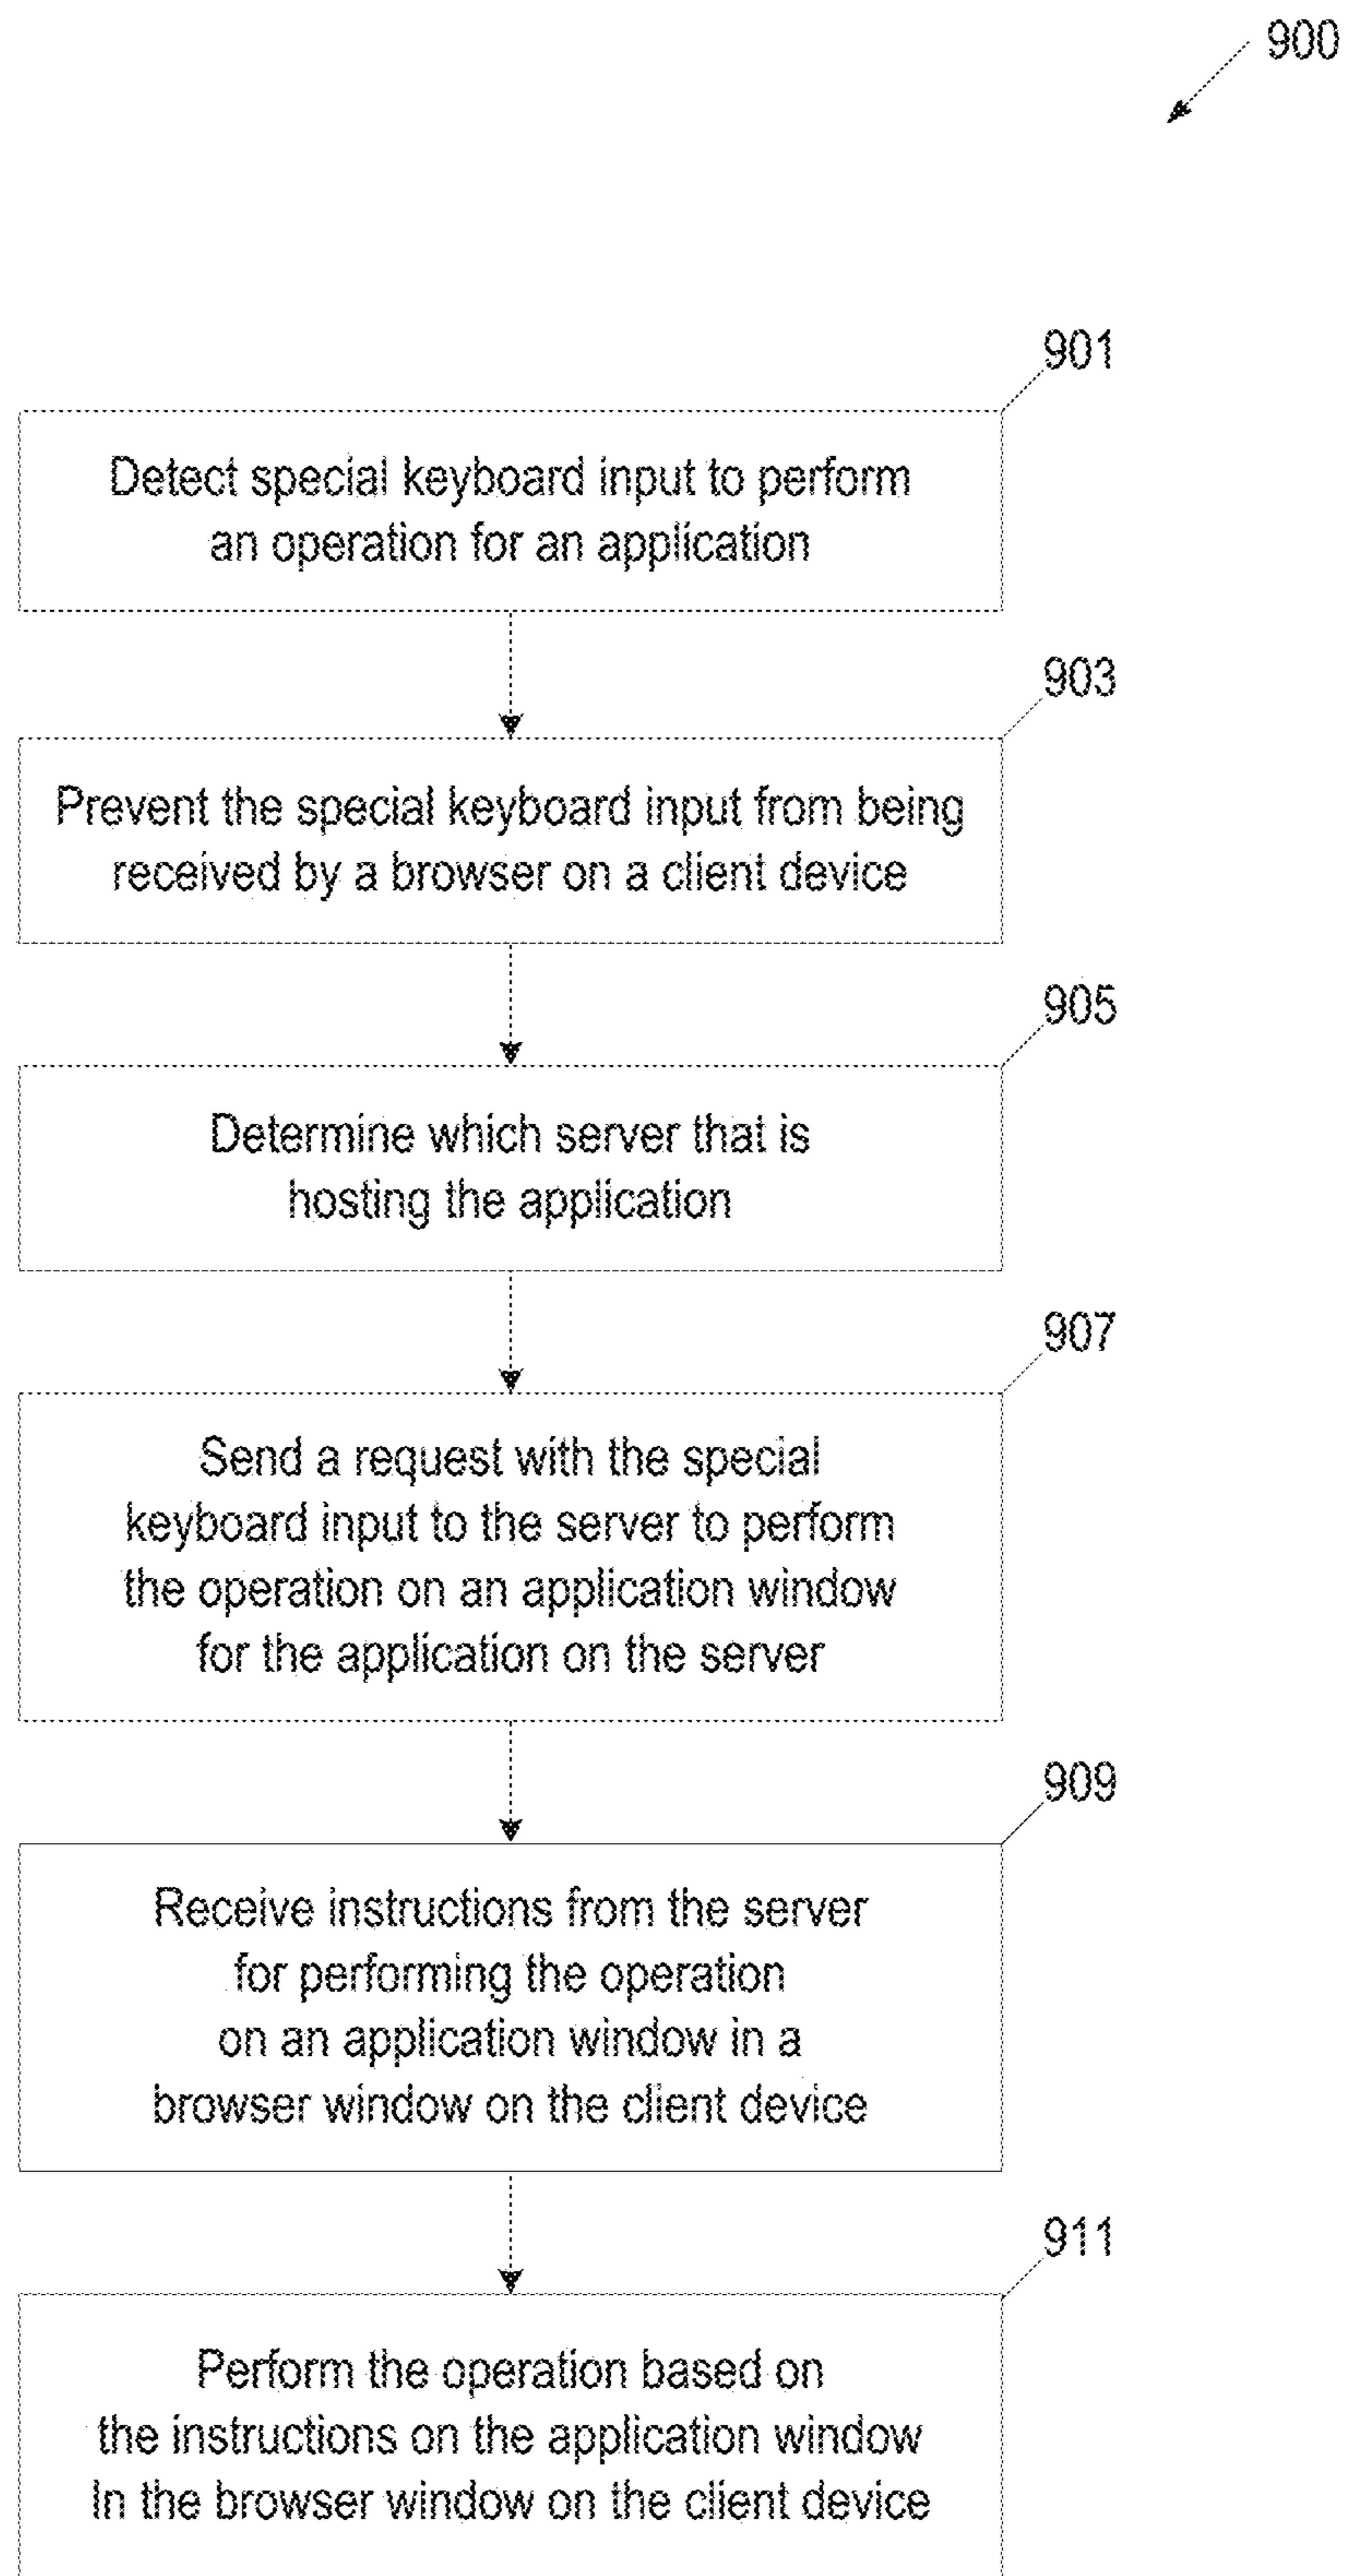 900
901
Detect special keyboard input to perform
an operation for an application
903
Prevent the special keyboard input from being
received by a browser on a client device
905
Determine which server that is
hosting the application
907
Send a request with the special
keyboard input to the server to perform
the operation on an application window
for the application on the server
909
Receive instructions from the server
for performing the operation
on an application window in a
browser window on the client device
911
Perform the operation based on
the instructions on the application window
In the browser window on the client device